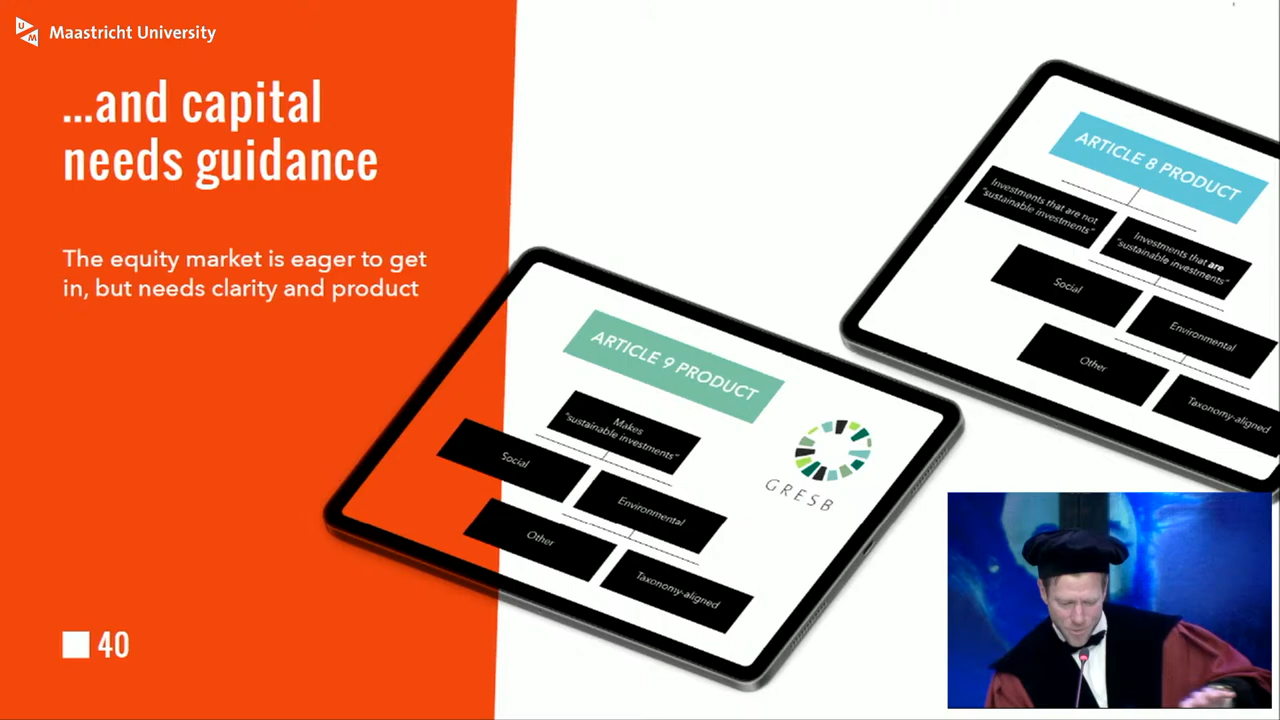 Maastricht University
...and capital
needs guidance
The equity market is eager to get
in, but needs clarity and product
40
ARTICLE 9 PRODUCT
Makes
"sustainable investments"
Social
Environmental
Other
Taxonomy-aligned
GRESB
ARTICLE 8 PRODUCT
Investments that are not
"sustainable investments"
Investments that are
"sustainable investments"
Social
Environmental
Other
Taxonomy-aligned